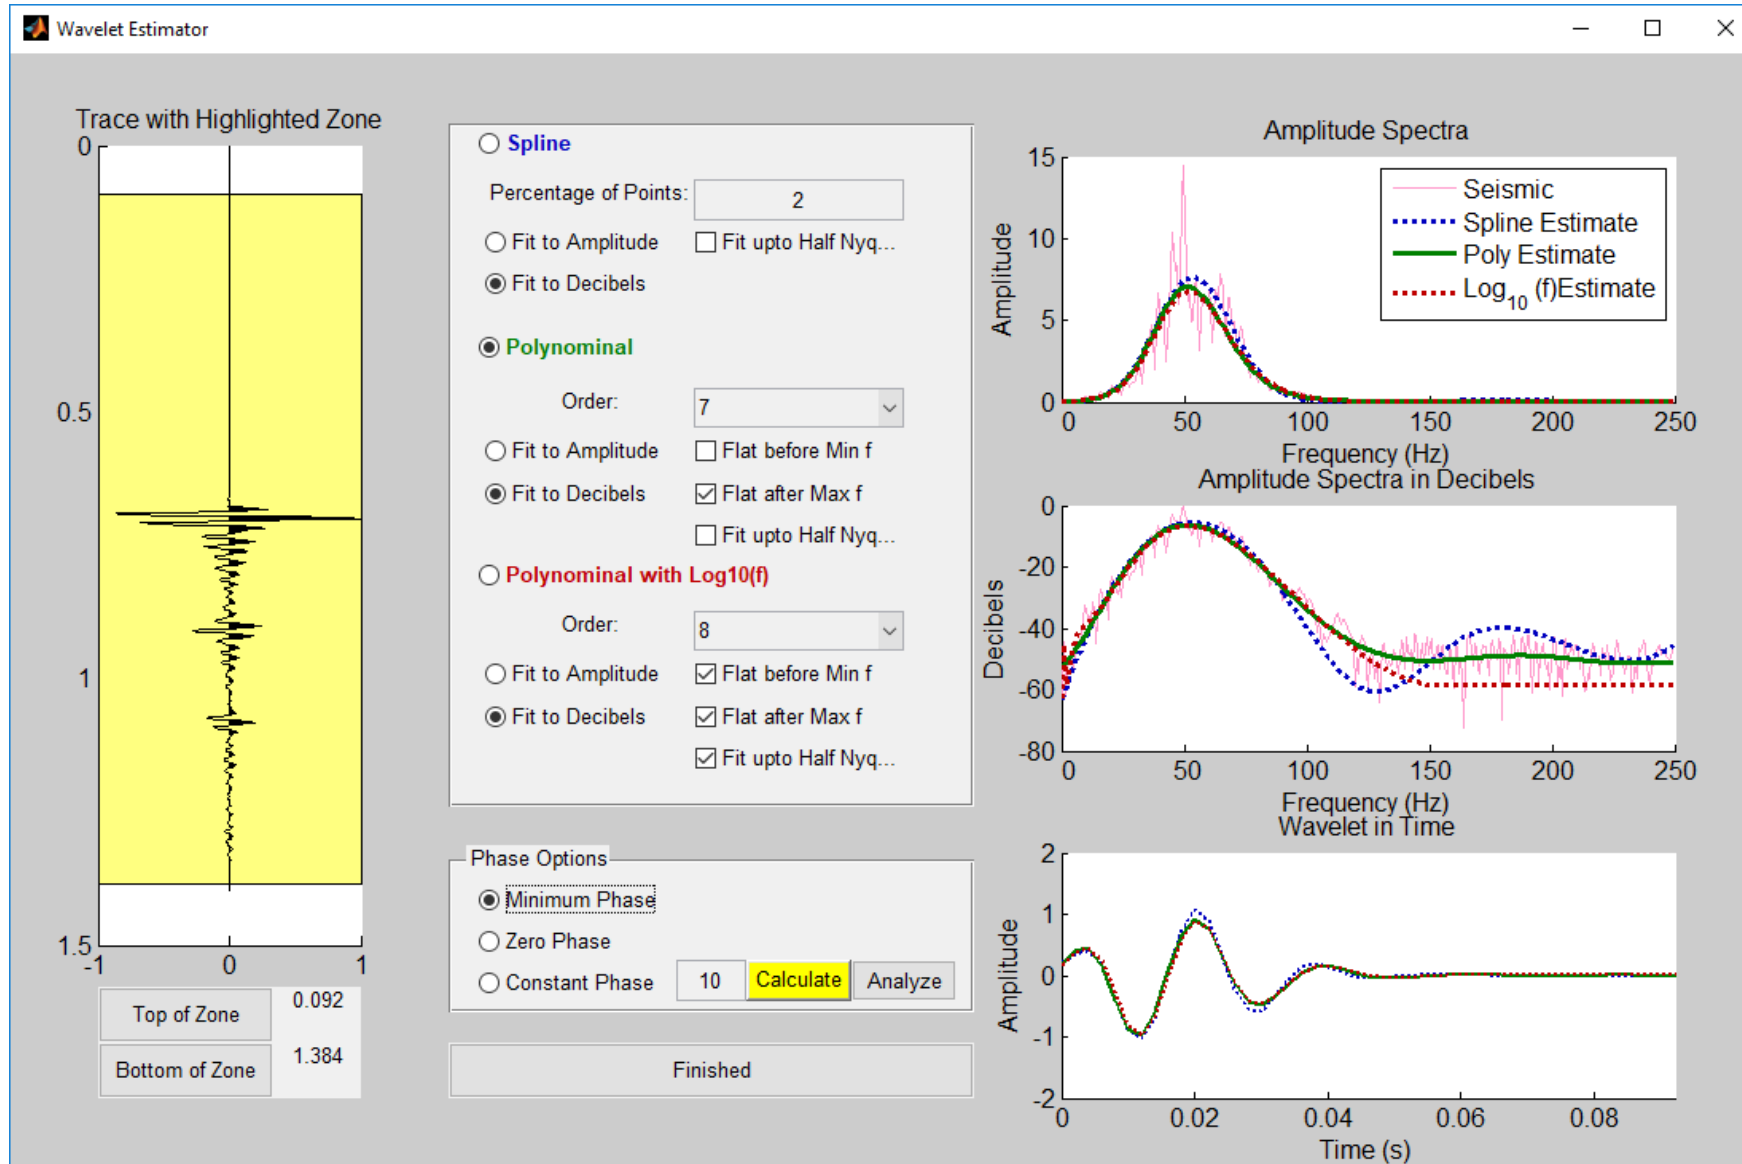 Wavelet Estimator
Trace with Highlighted Zone
0
0.5
1
1.5
-1 0 1
Top of Zone 0.092
Bottom of Zone 1.384
Spline
Percentage of Points: 2
Fit to Amplitude Fit upto Half Nyq...
Fit to Decibels
Polynominal
Order: 7
Fit to Amplitude Flat before Min f
Fit to Decibels Flat after Max f
Fit upto Half Nyq...
Polynominal with Log10(f)
Order: 8
Fit to Amplitude Flat before Min f
Fit to Decibels Flat after Max f
Fit upto Half Nyq...
Phase Options
Minimum Phase
Zero Phase
Constant Phase 10 Calculate Analyze
Finished
Amplitude Spectra
15
10
5
0
Amplitude
Seismic
Spline Estimate
Poly Estimate
Log10 (f)Estimate
0 50 100 150 200 250
Frequency (Hz)
Amplitude Spectra in Decibels
0
-20
-40
-60
-80
Decibels
0 50 100 150 200 250
Frequency (Hz)
Wavelet in Time
2
1
0
-1
-2
Amplitude
0 0.02 0.04 0.06 0.08
Time (s)